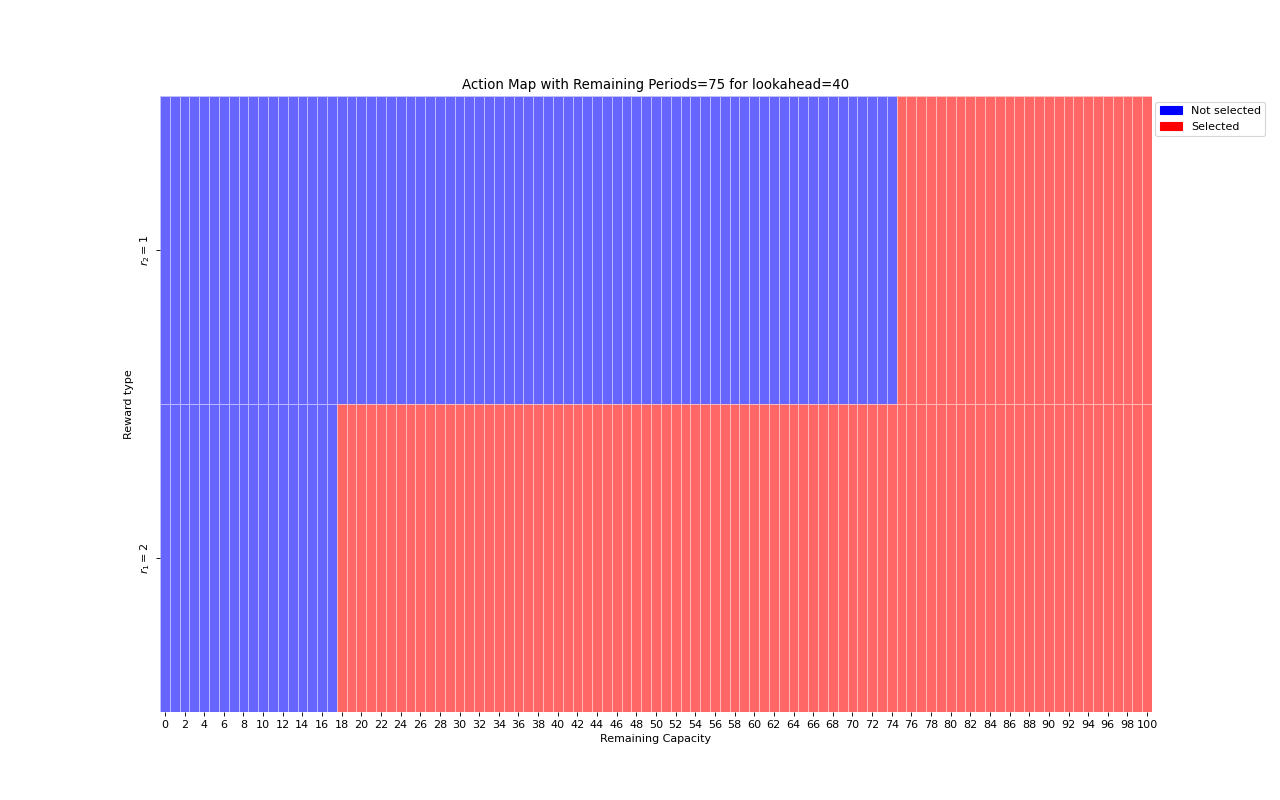 Action Map with Remaining Periods=75 for lookahead=40
Not selected
Selected
r₂ = 1
Reward type
r₁ = 2
0 2 4 6 8 10 12 14 16 18 20 22 24 26 28 30 32 34 36 38 40 42 44 46 48 50 52 54 56 58 60 62 64 66 68 70 72 74 76 78 80 82 84 86 88 90 92 94 96 98 100
Remaining Capacity